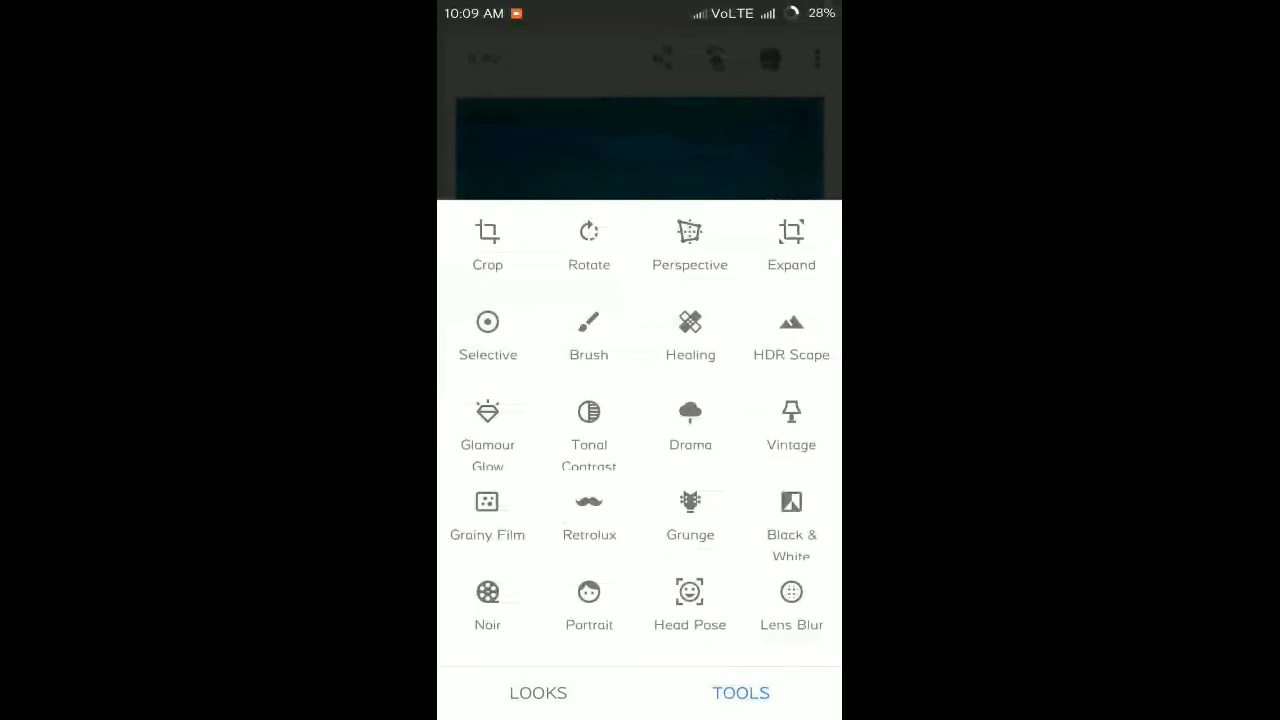 10:09 AM VoLTE 28%
Crop Rotate Perspective Expand
Selective Brush Healing HDR Scape
Glamour Tonal Drama Vintage
Glow Contrast
Grainy Film Retrolux Grunge Black &
White
Noir Portrait Head Pose Lens Blur
LOOKS TOOLS